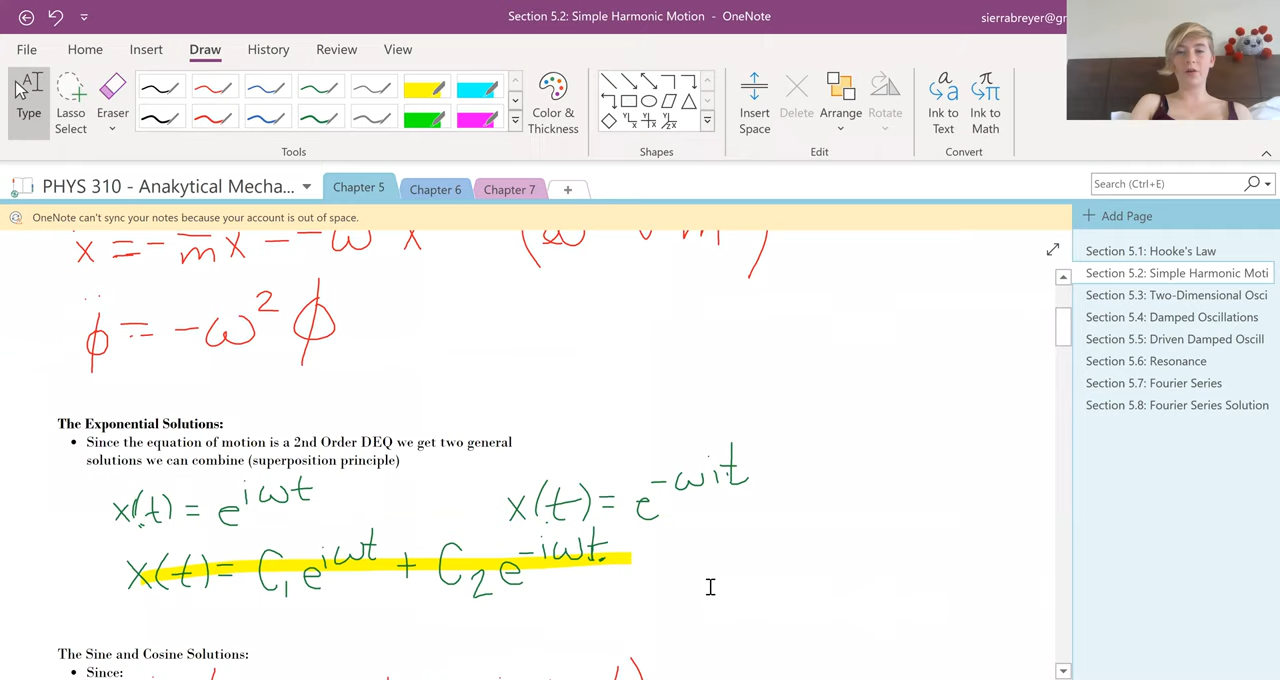 Section 5.2: Simple Harmonic Motion - OneNote
sierrabreyer@gr
File Home Insert Draw History Review View
Type
Lasso Select
Eraser
Color & Thickness
Insert Space
Delete
Arrange
Rotate
Ink to Text
Ink to Math
Tools
Shapes
Edit
Convert
PHYS 310 - Anakytical Mecha...
Chapter 5
Chapter 6
Chapter 7
Search (Ctrl+E)
OneNote can't sync your notes because your account is out of space.
Add Page
Section 5.1: Hooke's Law
Section 5.2: Simple Harmonic Moti
Section 5.3: Two-Dimensional Osci
Section 5.4: Damped Oscillations
Section 5.5: Driven Damped Oscill
Section 5.6: Resonance
Section 5.7: Fourier Series
Section 5.8: Fourier Series Solution
φ̈ = -ω² φ
The Exponential Solutions:
• Since the equation of motion is a 2nd Order DEQ we get two general
solutions we can combine (superposition principle)
x(t) = e^{iωt} x(t) = e^{-ωit}
x(t) = C₁e^{iωt} + C₂e^{-iωt}
The Sine and Cosine Solutions:
• Since: